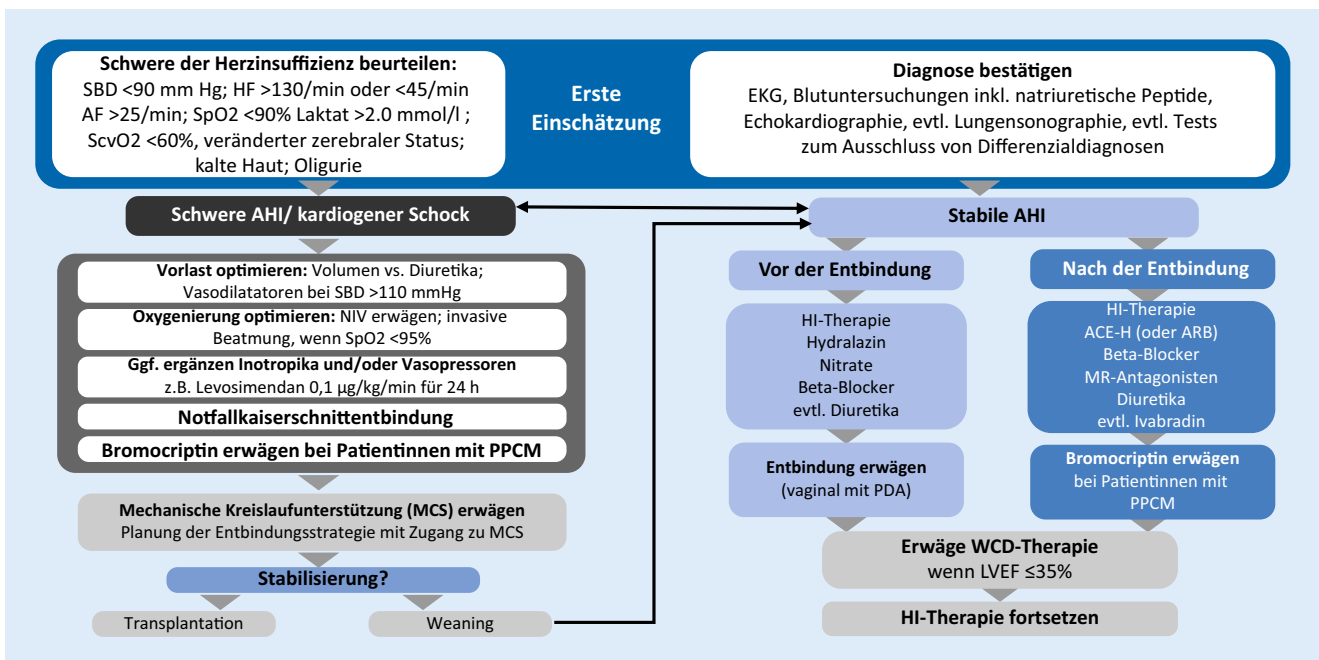 Schwere der Herzinsuffizienz beurteilen:
SBD <90 mm Hg; HF >130/min oder <45/min
AF >25/min; SpO2 <90% Laktat >2.0 mmol/l ;
ScvO2 <60%, veränderter zerebraler Status;
kalte Haut; Oligurie
Erste
Einschätzung
Diagnose bestätigen
EKG, Blutuntersuchungen inkl. natriuretische Peptide,
Echokardiographie, evtl. Lungensonographie, evtl. Tests
zum Ausschluss von Differenzialdiagnosen
Schwere AHI/ kardiogener Schock
Vorlast optimieren: Volumen vs. Diuretika;
Vasodilatatoren bei SBD >110 mmHg
Oxygenierung optimieren: NIV erwägen; invasive
Beatmung, wenn SpO2 <95%
Ggf. ergänzen Inotropika und/oder Vasopressoren
z.B. Levosimendan 0,1 µg/kg/min für 24 h
Notfallkaiserschnittentbindung
Bromocriptin erwägen bei Patientinnen mit PPCM
Mechanische Kreislaufunterstützung (MCS) erwägen
Planung der Entbindungsstrategie mit Zugang zu MCS
Stabilisierung?
Transplantation
Weaning
Stabile AHI
Vor der Entbindung
HI-Therapie
Hydralazin
Nitrate
Beta-Blocker
evtl. Diuretika
Entbindung erwägen
(vaginal mit PDA)
Nach der Entbindung
HI-Therapie
ACE-H (oder ARB)
Beta-Blocker
MR-Antagonisten
Diuretika
evtl. Ivabradin
Bromocriptin erwägen
bei Patientinnen mit
PPCM
Erwäge WCD-Therapie
wenn LVEF ≤35%
HI-Therapie fortsetzen